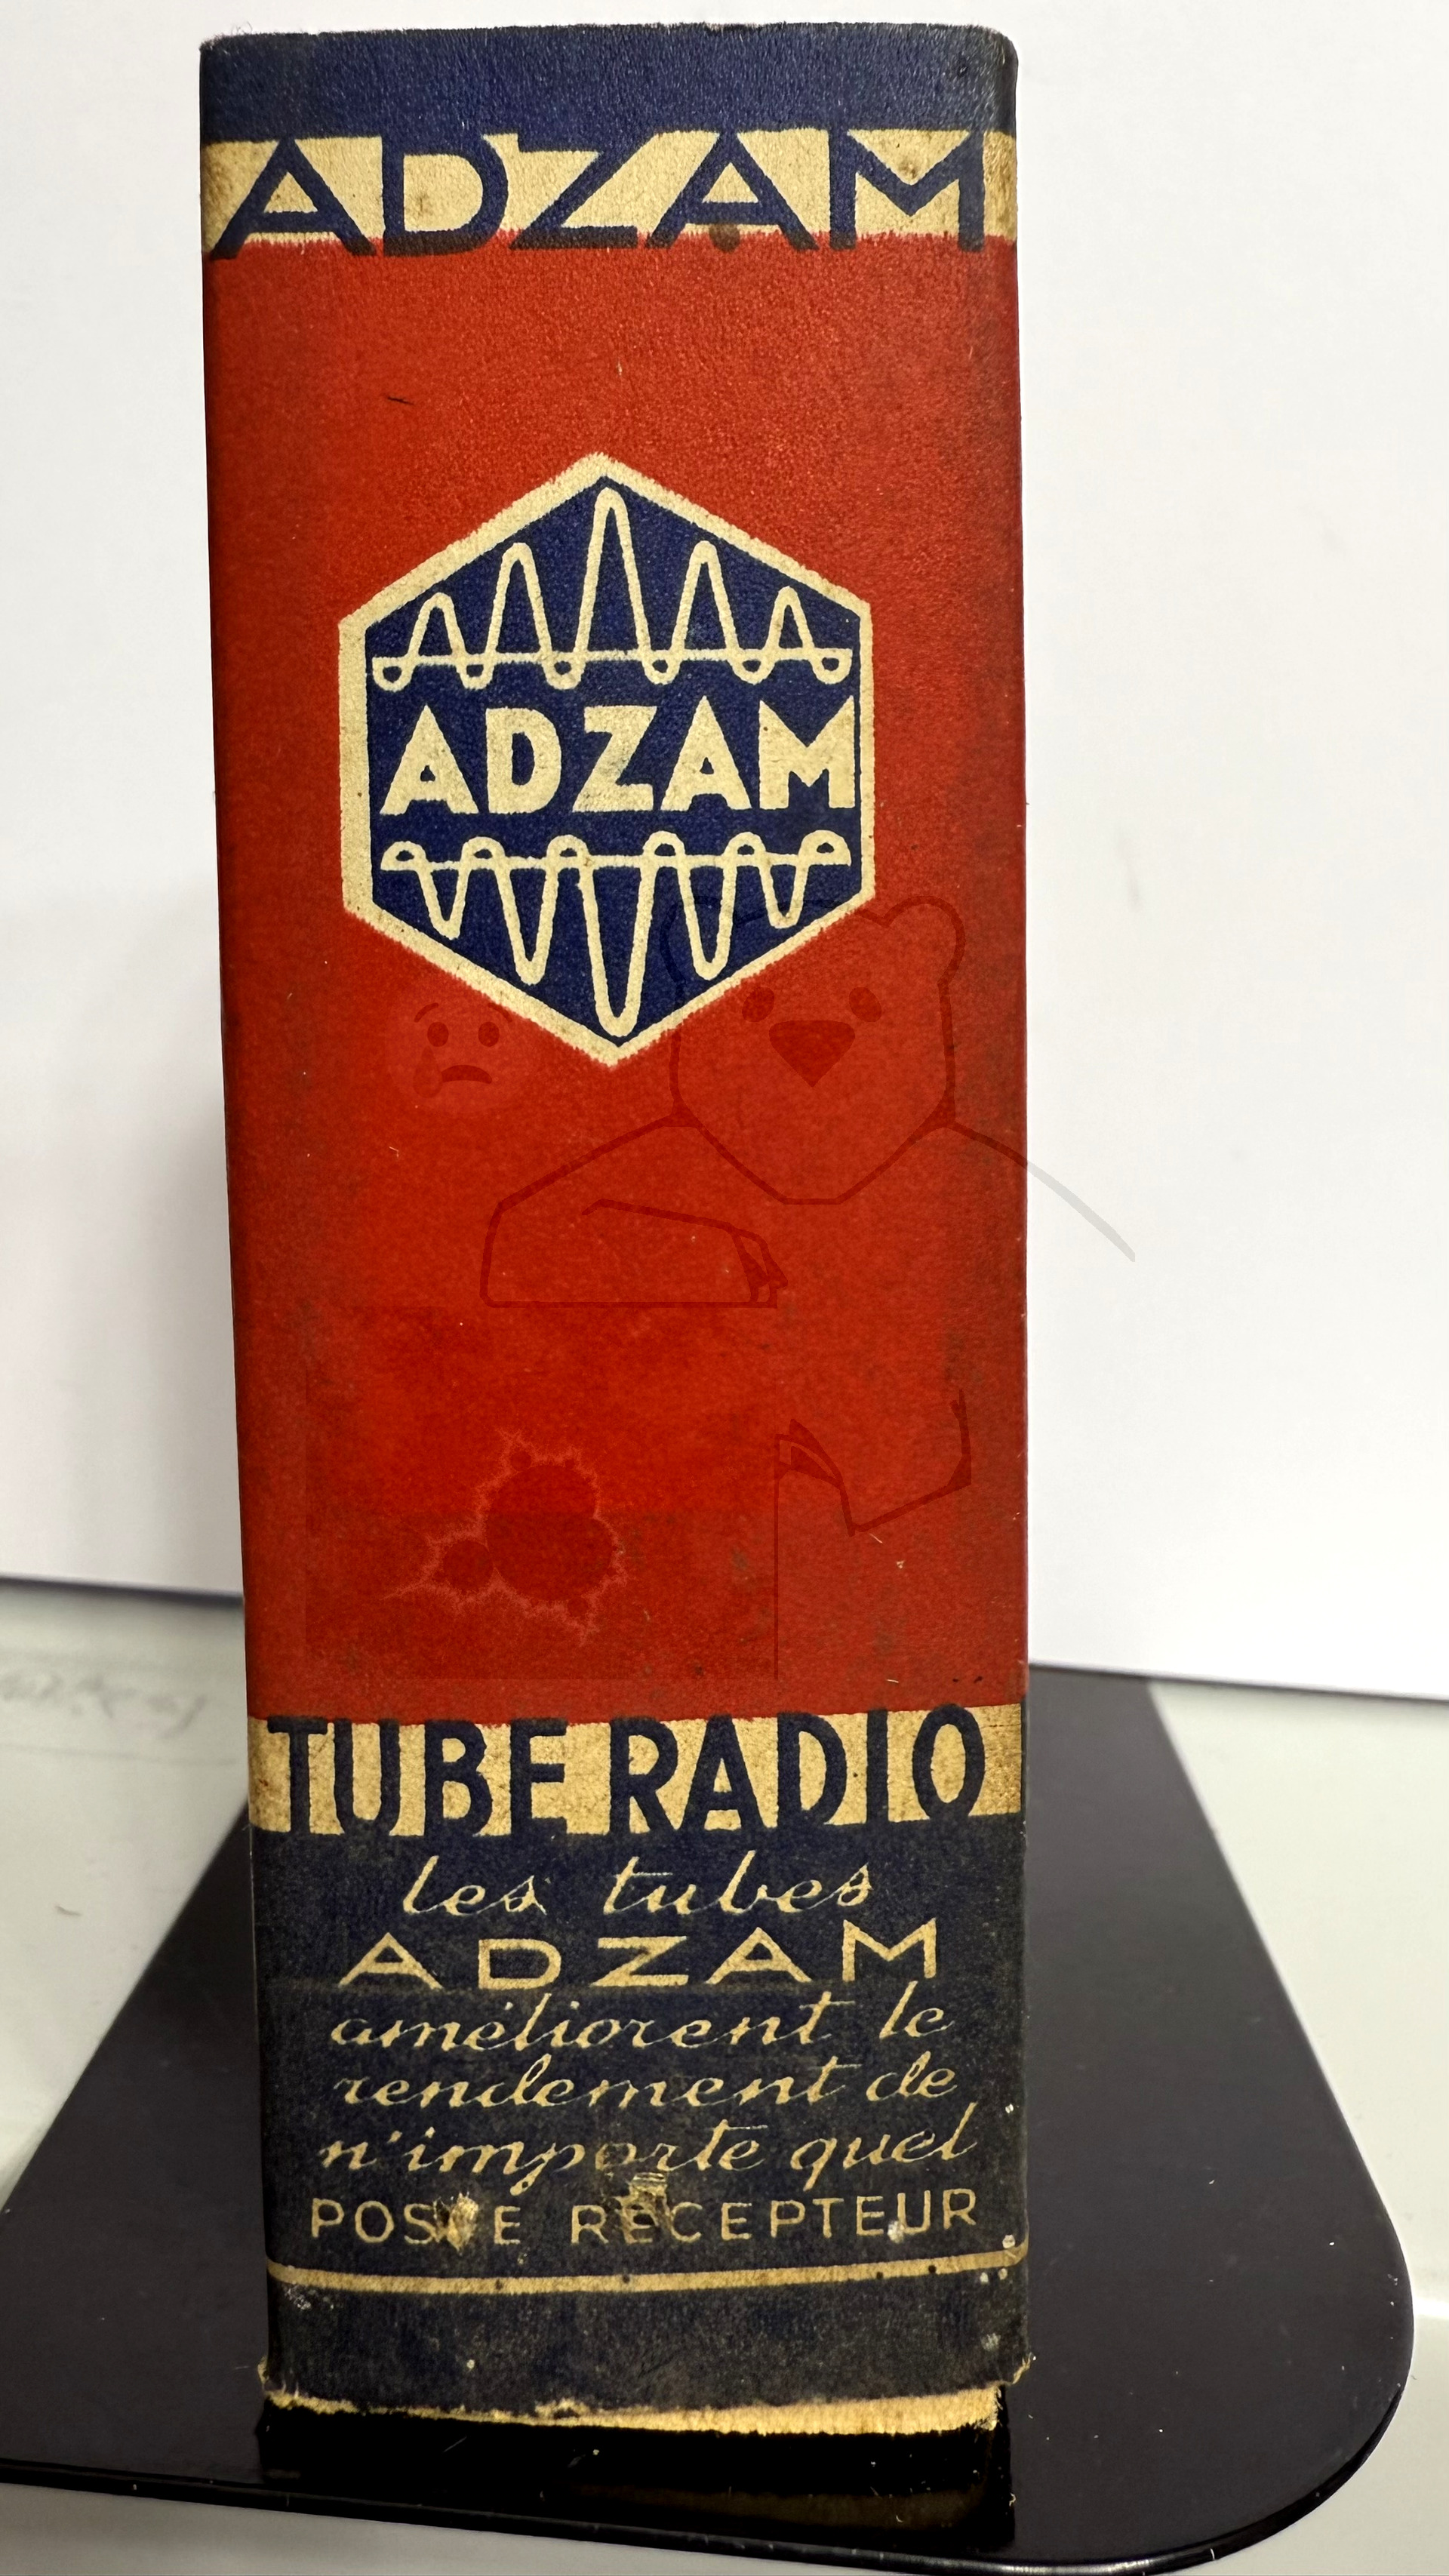 ADZAM
ADZAM
TUBE RADIO
les tubes
ADZAM
améliorent le
rendement de
n'importe quel
POSTE RECEPTEUR